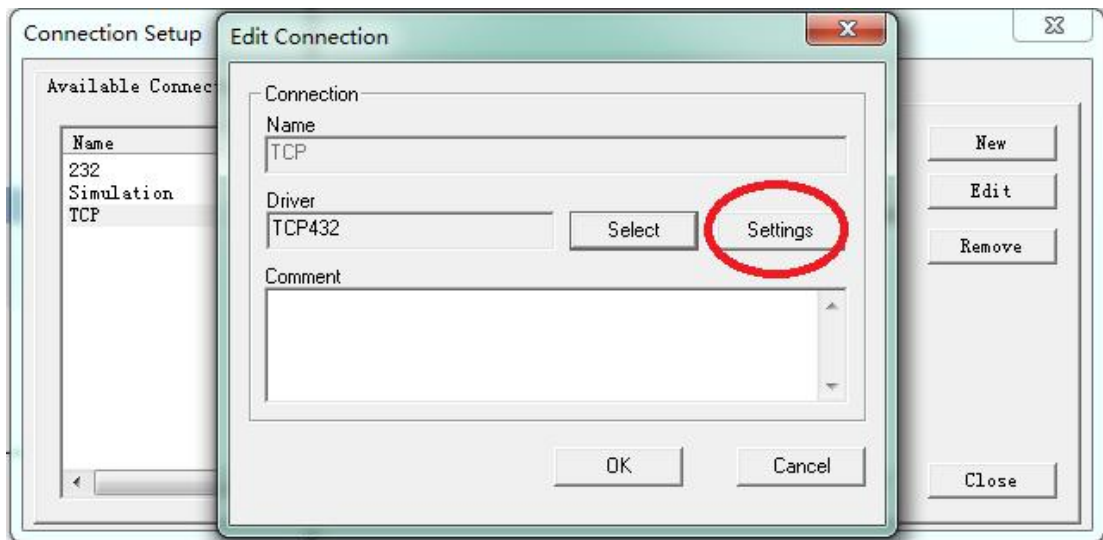 Connection Setup
Edit Connection
Available Connec
Name
232
Simulation
TCP
Connection
Name
TCP
Driver
TCP432
Select
Settings
Comment
OK
Cancel
New
Edit
Remove
Close